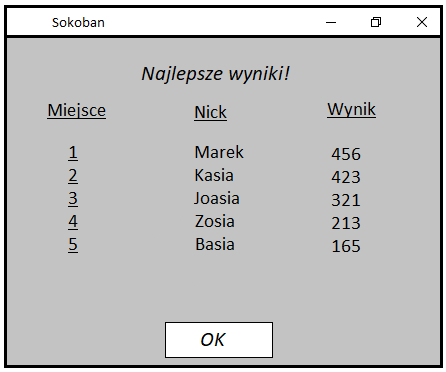 Sokoban
Najlepsze wyniki!
Miejsce Nick Wynik
1 Marek 456
2 Kasia 423
3 Joasia 321
4 Zosia 213
5 Basia 165
OK